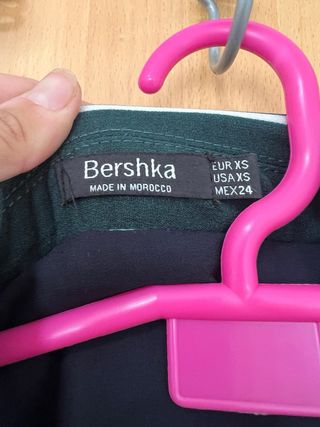 Bershka
MADE IN MOROCCO
EUR XS
USA XS
MEX 24